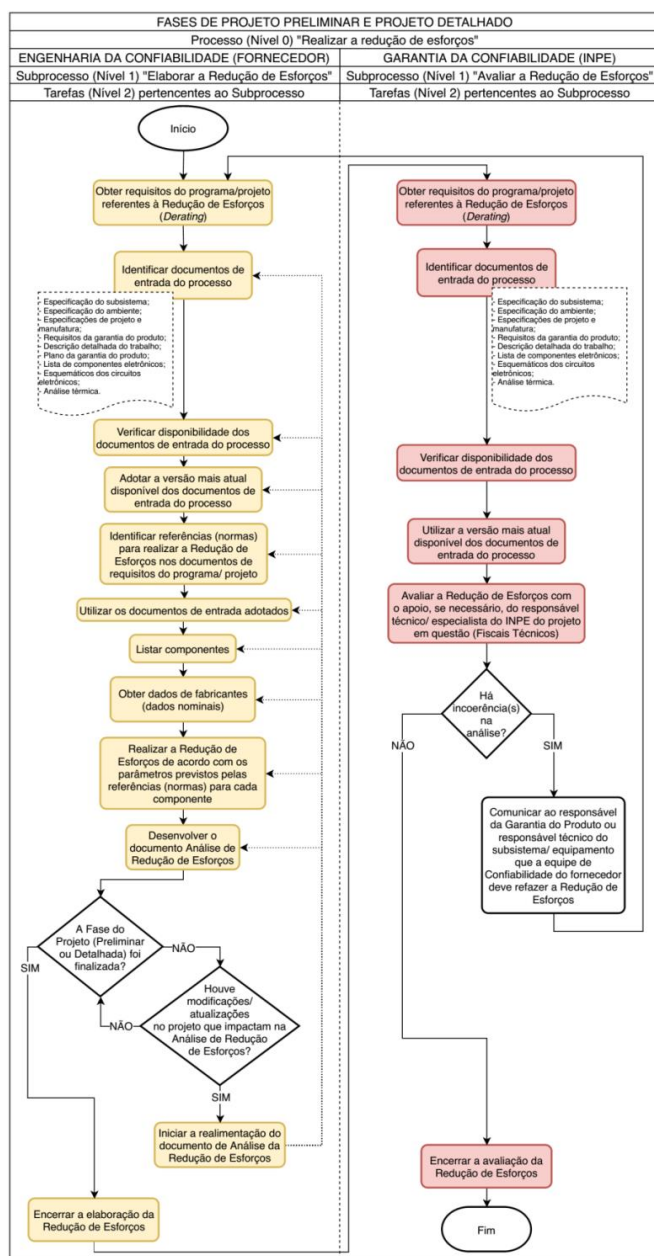 FASES DE PROJETO PRELIMINAR E PROJETO DETALHADO
Processo (Nível 0) "Realizar a redução de esforços"
ENGENHARIA DA CONFIABILIDADE (FORNECEDOR)
Subprocesso (Nível 1) "Elaborar a Redução de Esforços"
Tarefas (Nível 2) pertencentes ao Subprocesso
Início
Obter requisitos do programa/projeto
referentes à Redução de Esforços
(Derating)
Identificar documentos de
entrada do processo
- Especificação do subsistema;
- Especificação do ambiente;
- Especificações de projeto e
manufatura;
- Requisitos da garantia do produto;
- Descrição detalhada do trabalho;
- Plano da garantia do produto;
- Lista de componentes eletrônicos;
- Esquemáticos dos circuitos
eletrônicos;
- Análise térmica.
Verificar disponibilidade dos
documentos de entrada do processo
Adotar a versão mais atual
disponível dos documentos de
entrada do processo
Identificar referências (normas)
para realizar a Redução de
Esforços nos documentos de
requisitos do programa/ projeto
Utilizar os documentos de entrada adotados
Listar componentes
Obter dados de fabricantes
(dados nominais)
Realizar a Redução de
Esforços de acordo com os
parâmetros previstos pelas
referências (normas) para cada
componente
Desenvolver o
documento Análise de
Redução de Esforços
A Fase do
Projeto (Preliminar
ou Detalhada) foi
finalizada?
SIM
NÃO
Houve
modificações/
atualizações
no projeto que impactam na
Análise de Redução
de Esforços?
NÃO
SIM
Iniciar a realimentação do
documento de Análise da
Redução de Esforços
Encerrar a elaboração da
Redução de Esforços
GARANTIA DA CONFIABILIDADE (INPE)
Subprocesso (Nível 1) "Avaliar a Redução de Esforços"
Tarefas (Nível 2) pertencentes ao Subprocesso
Obter requisitos do programa/projeto
referentes à Redução de Esforços
(Derating)
Identificar documentos de
entrada do processo
- Especificação do subsistema;
- Especificação do ambiente;
- Especificações de projeto e
manufatura;
- Requisitos da garantia do produto;
- Descrição detalhada do trabalho;
- Plano da garantia do produto;
- Lista de componentes eletrônicos;
- Esquemáticos dos circuitos
eletrônicos;
- Análise térmica.
Verificar disponibilidade dos
documentos de entrada do processo
Utilizar a versão mais atual
disponível dos documentos de
entrada do processo
Avaliar a Redução de Esforços com
o apoio, se necessário, do responsável
técnico/ especialista do INPE do projeto
em questão (Fiscais Técnicos)
Há
incoerência(s)
na
análise?
NÃO
SIM
Comunicar ao responsável
da Garantia do Produto ou
responsável técnico do
subsistema/ equipamento
que a equipe de
Confiabilidade do fornecedor
deve refazer a Redução de
Esforços
Encerrar a avaliação da
Redução de Esforços
Fim